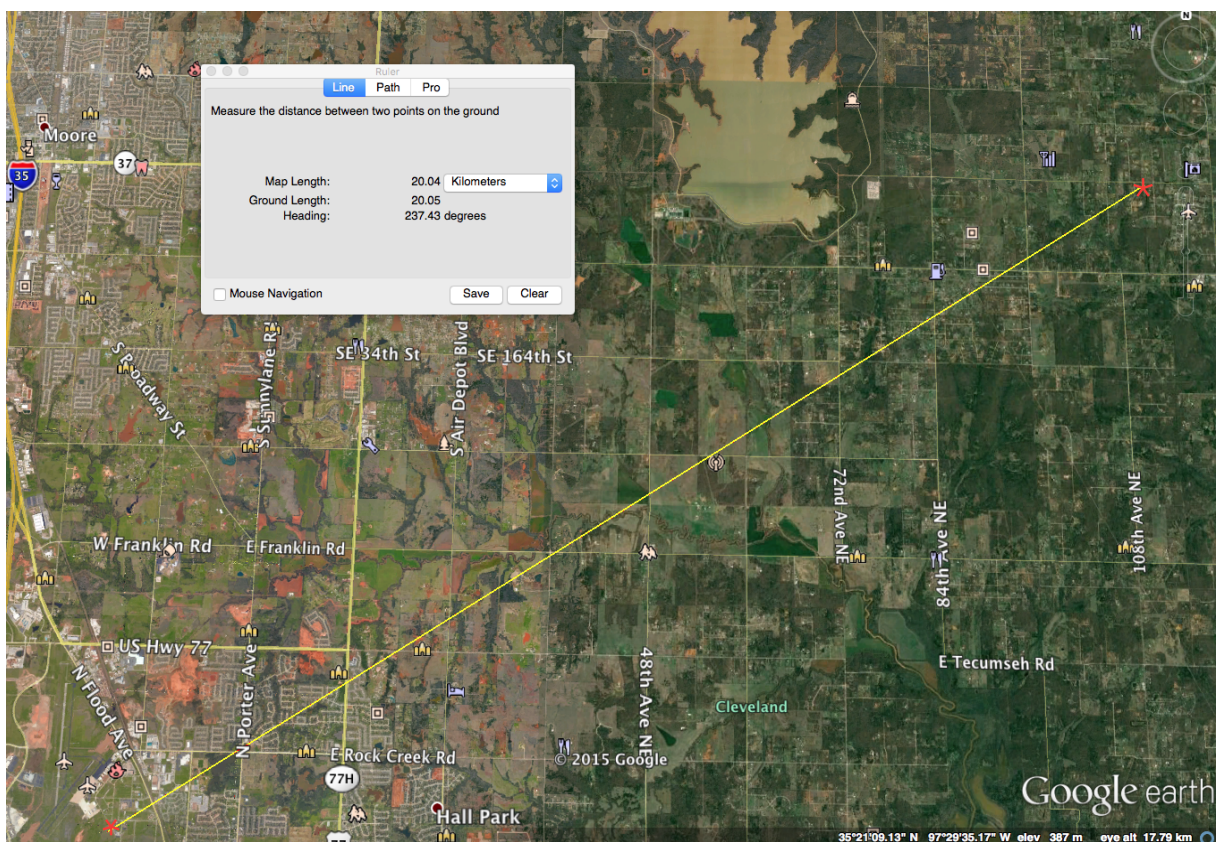 N
Ruler
Line Path Pro
Measure the distance between two points on the ground
Map Length: 20.04 Kilometers
Ground Length: 20.05
Heading: 237.43 degrees
Mouse Navigation
Save Clear
Moore
37
35
SE 34th St
SE 164th St
S Broadway St
S Sunnylane Rd
S Air Depot Blvd
72nd Ave NE
84th Ave NE
108th Ave NE
W Franklin Rd
E Franklin Rd
US Hwy 77
N Flood Ave
N Porter Ave
48th Ave NE
E Tecumseh Rd
Cleveland
E Rock Creek Rd
© 2015 Google
77H
Hall Park
77
Google earth
35°21'09.13" N 97°29'35.17" W elev 387 m eye alt 17.79 km